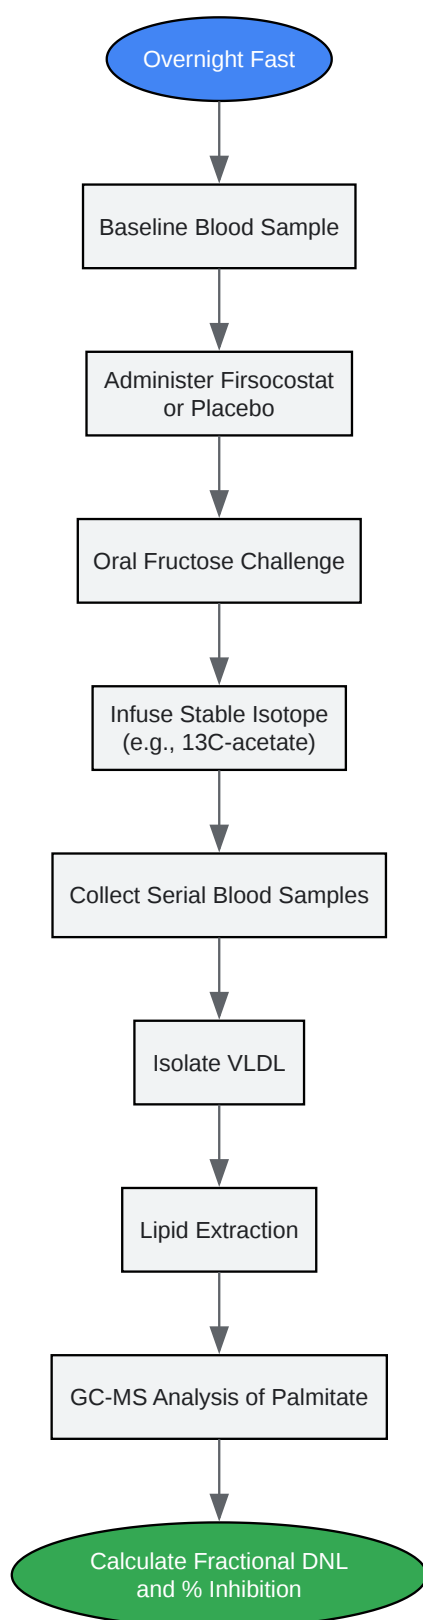 Overnight Fast
Baseline Blood Sample
Administer Firsocostat
or Placebo
Oral Fructose Challenge
Infuse Stable Isotope
(e.g., 13C-acetate)
Collect Serial Blood Samples
Isolate VLDL
Lipid Extraction
GC-MS Analysis of Palmitate
Calculate Fractional DNL
and % Inhibition